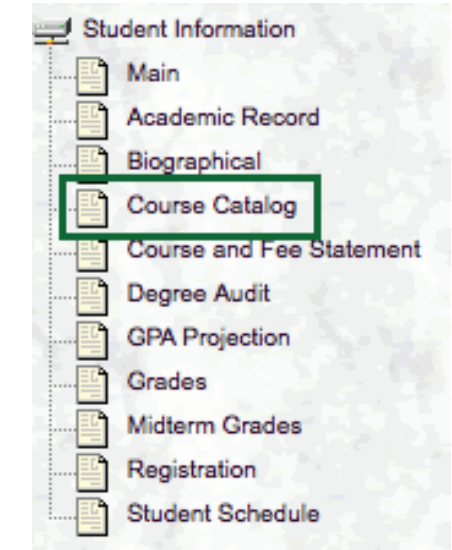 Student Information
Main
Academic Record
Biographical
Course Catalog
Course and Fee Statement
Degree Audit
GPA Projection
Grades
Midterm Grades
Registration
Student Schedule